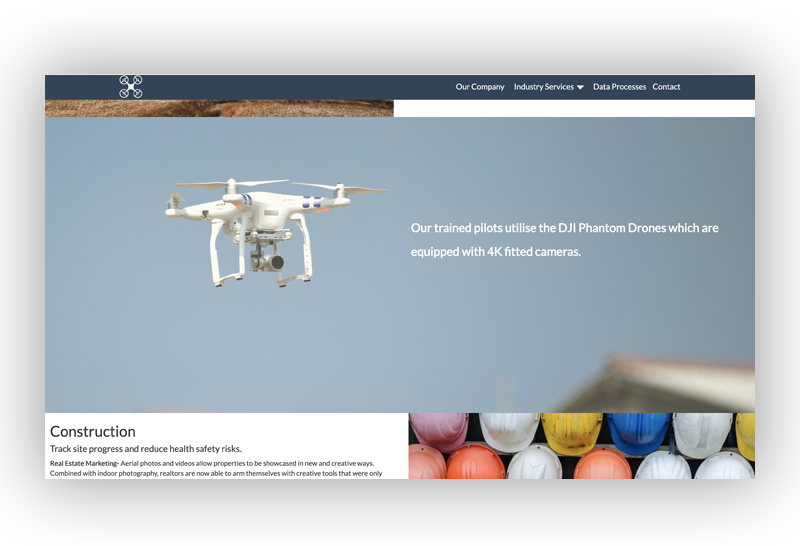 Our Company Industry Services Data Processes Contact
Our trained pilots utilise the DJI Phantom Drones which are
equipped with 4K fitted cameras.
Construction
Track site progress and reduce health safety risks.
Real Estate Marketing- Aerial photos and videos allow properties to be showcased in new and creative ways.
Combined with indoor photography, realtors are now able to arm themselves with creative tools that were only